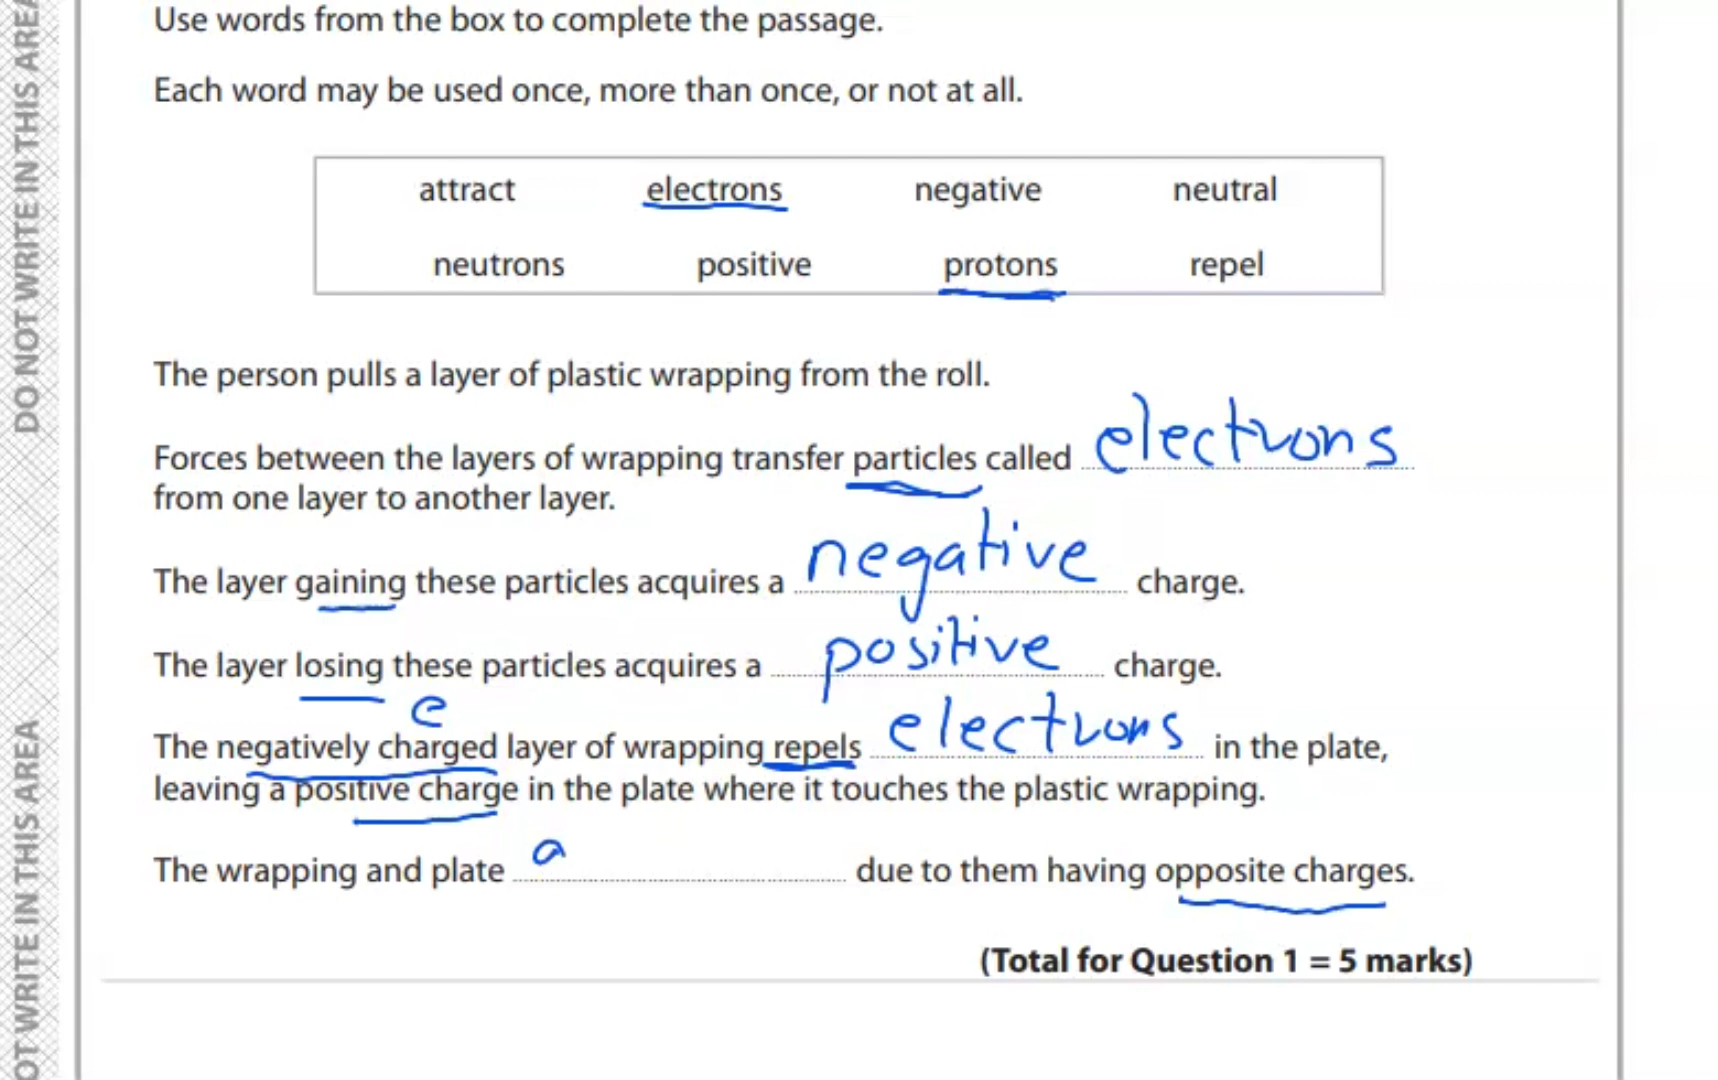 Use words from the box to complete the passage.
Each word may be used once, more than once, or not at all.
attract electrons negative neutral
neutrons positive protons repel
The person pulls a layer of plastic wrapping from the roll.
Forces between the layers of wrapping transfer particles called electrons
from one layer to another layer.
The layer gaining these particles acquires a negative charge.
The layer losing these particles acquires a positive charge.
e
The negatively charged layer of wrapping repels electrons in the plate,
leaving a positive charge in the plate where it touches the plastic wrapping.
The wrapping and plate a due to them having opposite charges.
(Total for Question 1 = 5 marks)
DO NOT WRITE IN THIS AREA
OT WRITE IN THIS AREA